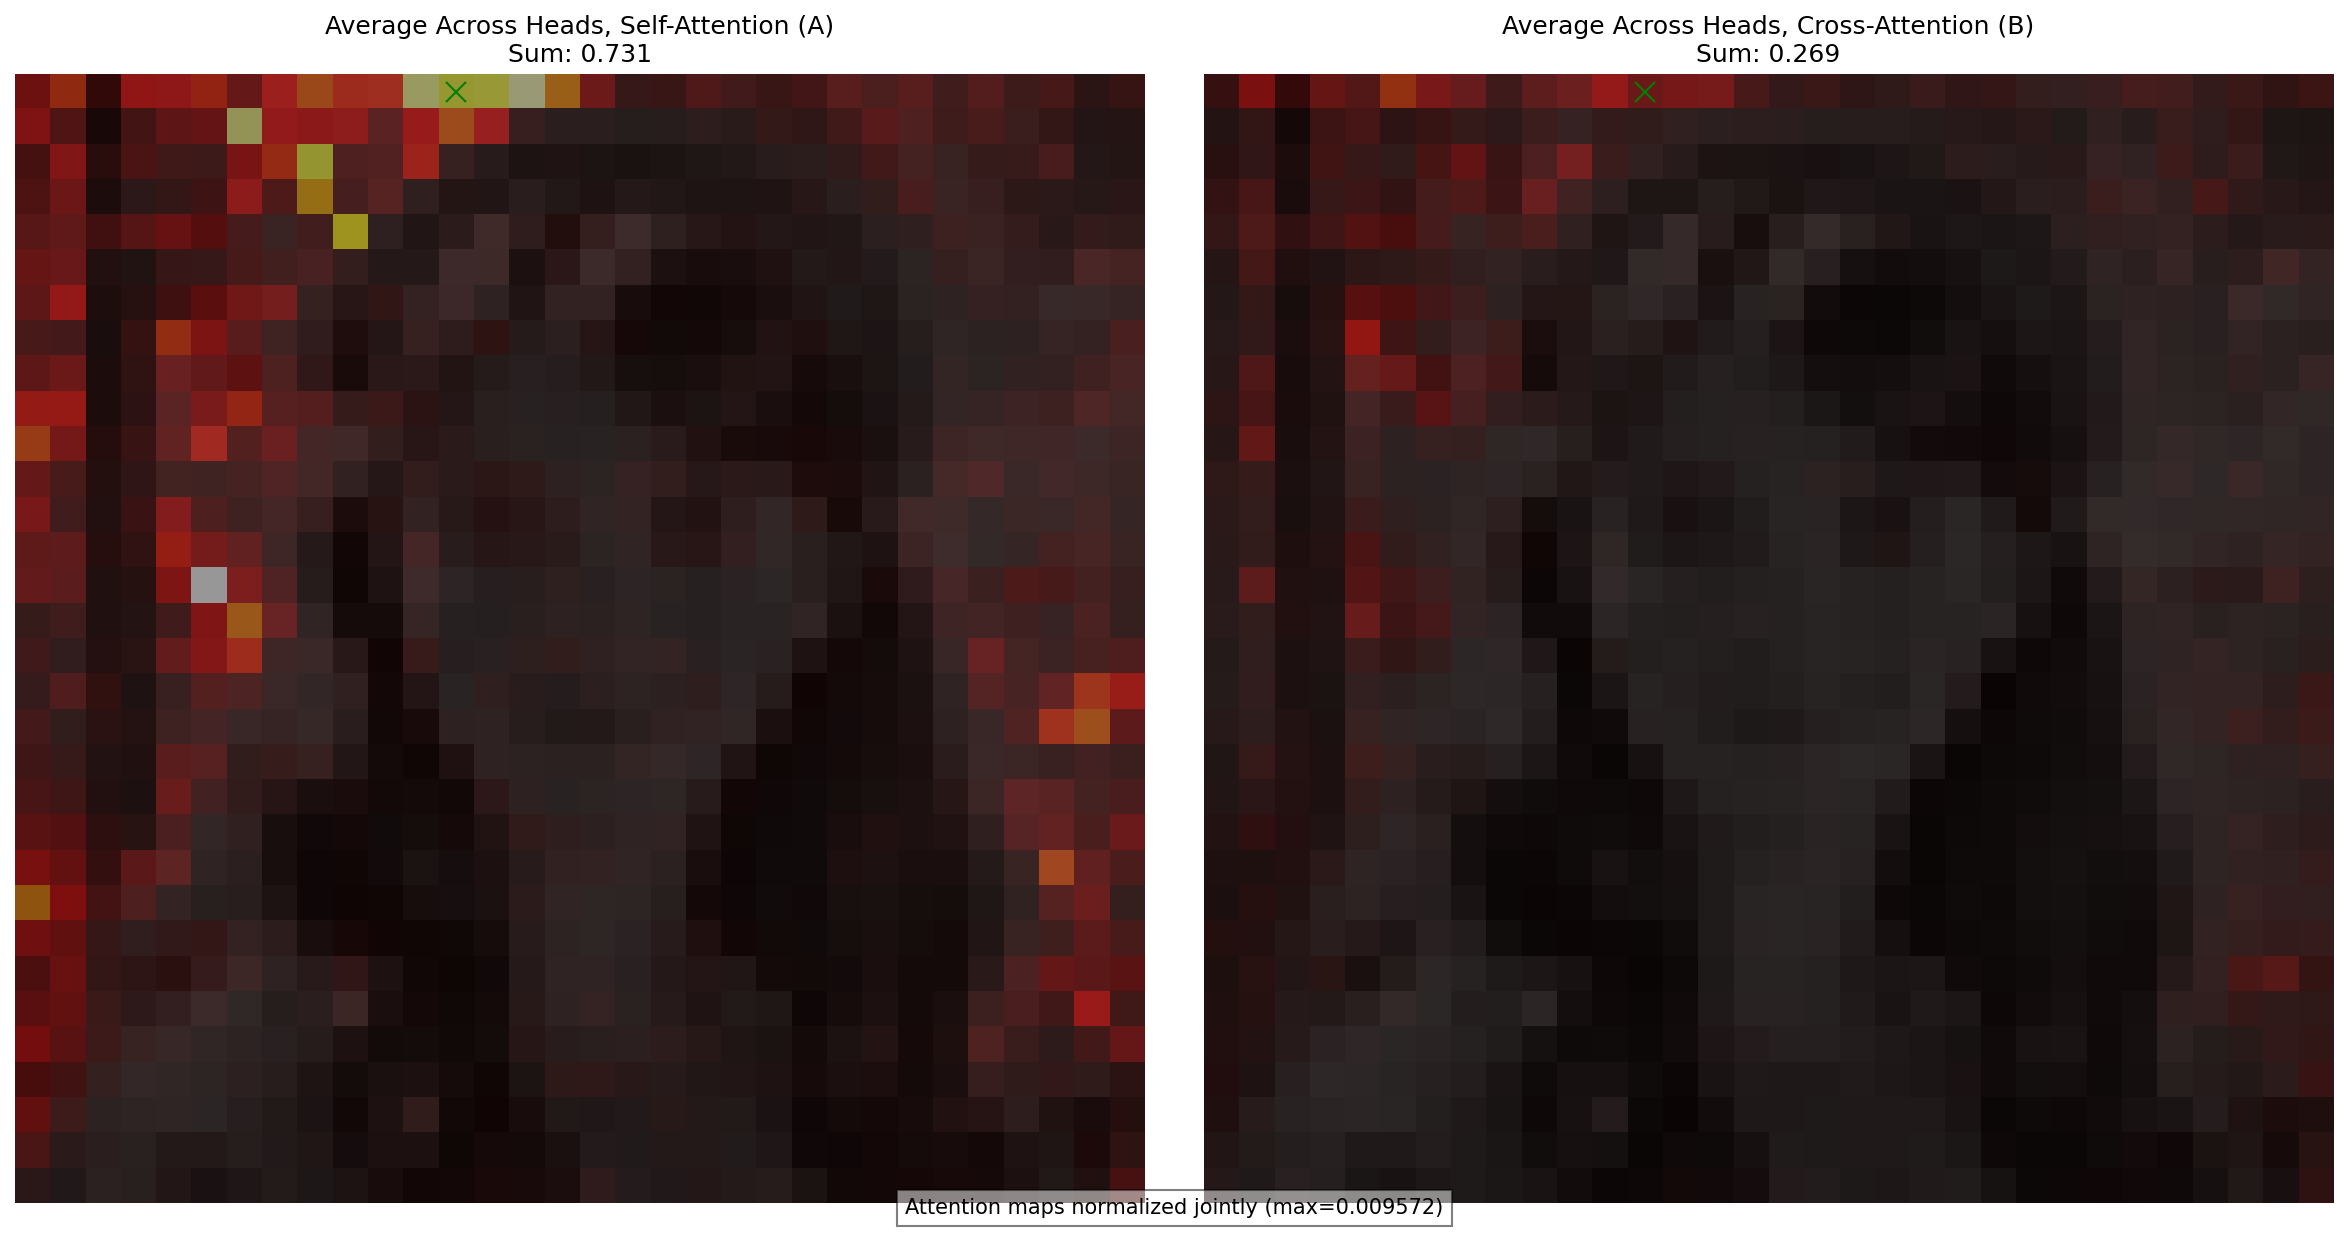 Average Across Heads, Self-Attention (A)
Sum: 0.731
Average Across Heads, Cross-Attention (B)
Sum: 0.269
Attention maps normalized jointly (max=0.009572)